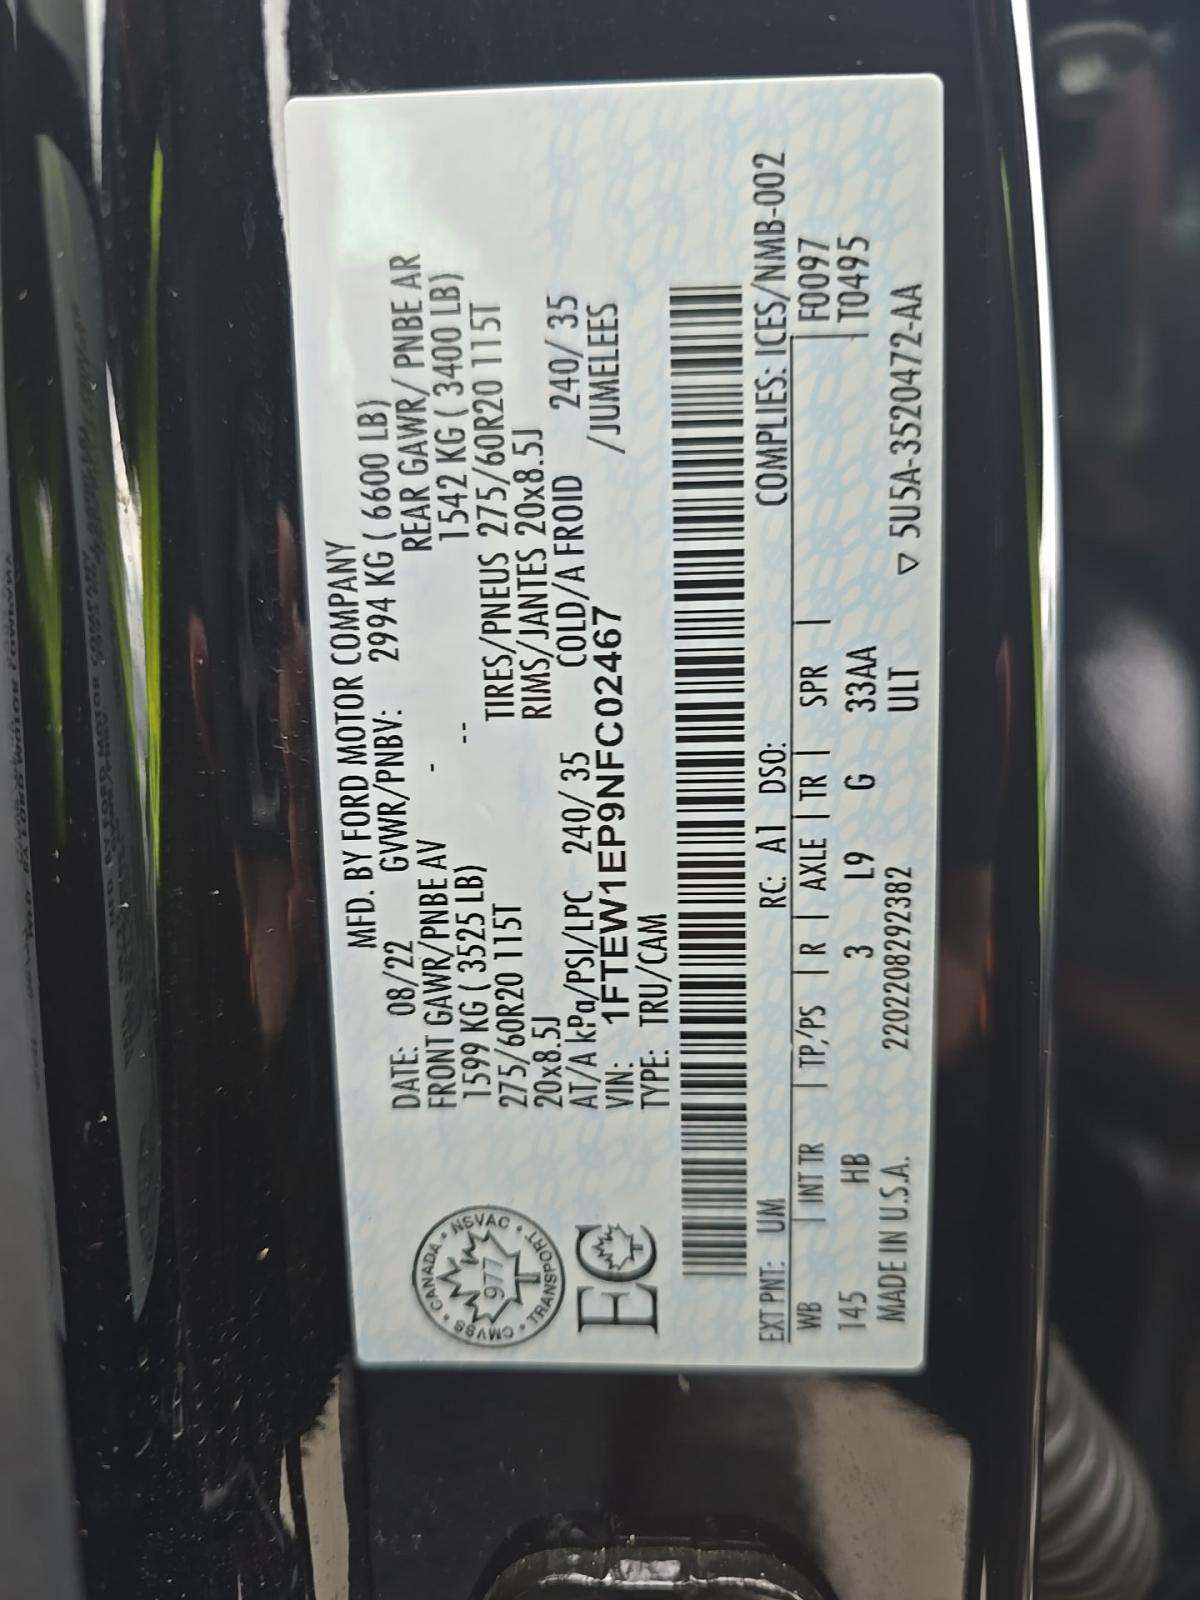 MFD. BY FORD MOTOR COMPANY
DATE: 08/22 GVWR/PNBV: 2994 KG ( 6600 LB)
FRONT GAWR/PNBE AV - REAR GAWR/ PNBE AR
1599 KG ( 3525 LB) -- 1542 KG ( 3400 LB)
275/60R20 115T TIRES/PNEUS 275/60R20 115T
20x8.5J RIMS/JANTES 20x8.5J
AT/A kPa/PSI/LPC 240/ 35 COLD/A FROID 240/ 35
VIN: 1FTEW1EP9NFC02467 /JUMELEES
TYPE: TRU/CAM
CANADA • NSVAC • TRANSPORT • CMVSS •
977
T
EC
EXT PNT: UM RC: A1 DSO: COMPLIES: ICES/NMB-002
WB | INT TR | TP/PS | R | AXLE | TR | SPR | F0097
145 HB 3 L9 G 33AA | T0495
MADE IN U.S.A. 2202208292382 ULT ▽ 5U5A-3520472-AA